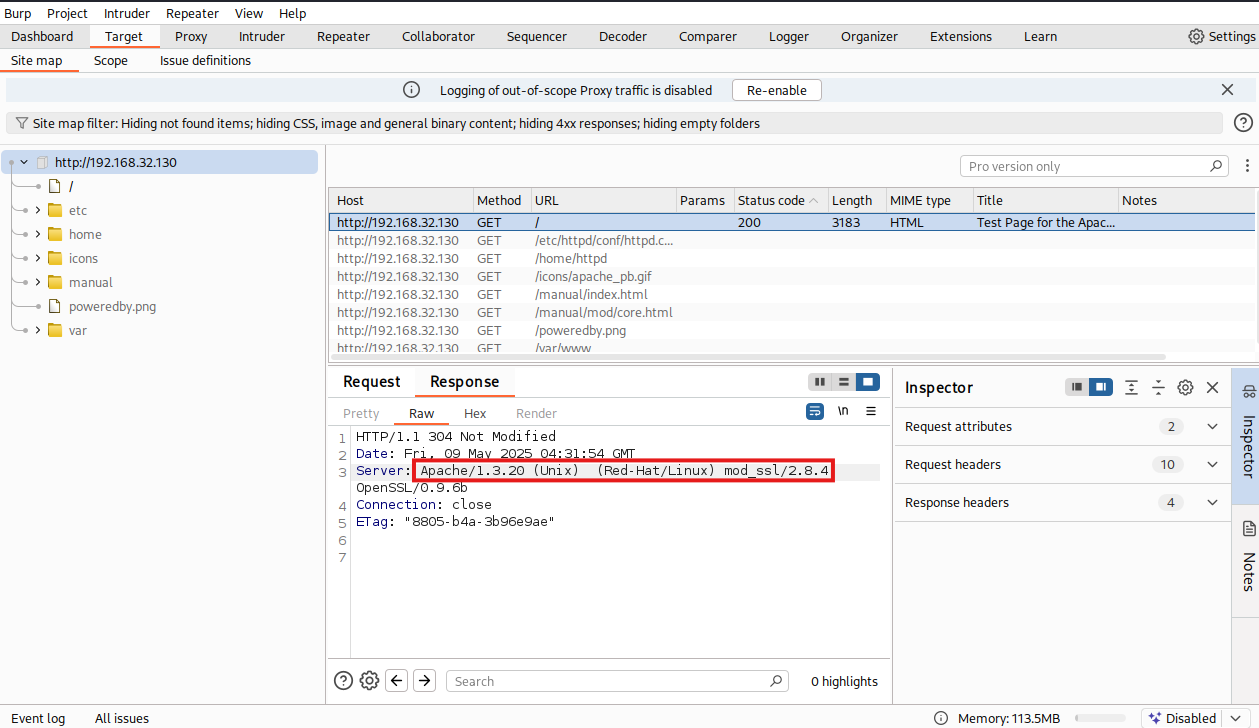 Burp Project Intruder Repeater View Help
Dashboard Target Proxy Intruder Repeater Collaborator Sequencer Decoder Comparer Logger Organizer Extensions Learn Settings
Site map Scope Issue definitions
Logging of out-of-scope Proxy traffic is disabled Re-enable
Site map filter: Hiding not found items; hiding CSS, image and general binary content; hiding 4xx responses; hiding empty folders
http://192.168.32.130
/
etc
home
icons
manual
poweredby.png
var
Pro version only
Host Method URL Params Status code Length MIME type Title Notes
http://192.168.32.130 GET / 200 3183 HTML Test Page for the Apac...
http://192.168.32.130 GET /etc/httpd/conf/httpd.c...
http://192.168.32.130 GET /home/httpd
http://192.168.32.130 GET /icons/apache_pb.gif
http://192.168.32.130 GET /manual/index.html
http://192.168.32.130 GET /manual/mod/core.html
http://192.168.32.130 GET /poweredby.png
http://192.168.32.130 GET /var/www
Request Response
Pretty Raw Hex Render \n
1 HTTP/1.1 304 Not Modified
2 Date: Fri, 09 May 2025 04:31:54 GMT
3 Server: Apache/1.3.20 (Unix) (Red-Hat/Linux) mod_ssl/2.8.4
OpenSSL/0.9.6b
4 Connection: close
5 ETag: "8805-b4a-3b96e9ae"
6
7
Search 0 highlights
Inspector
Request attributes 2
Request headers 10
Response headers 4
Inspector
Notes
Event log All issues Memory: 113.5MB Disabled